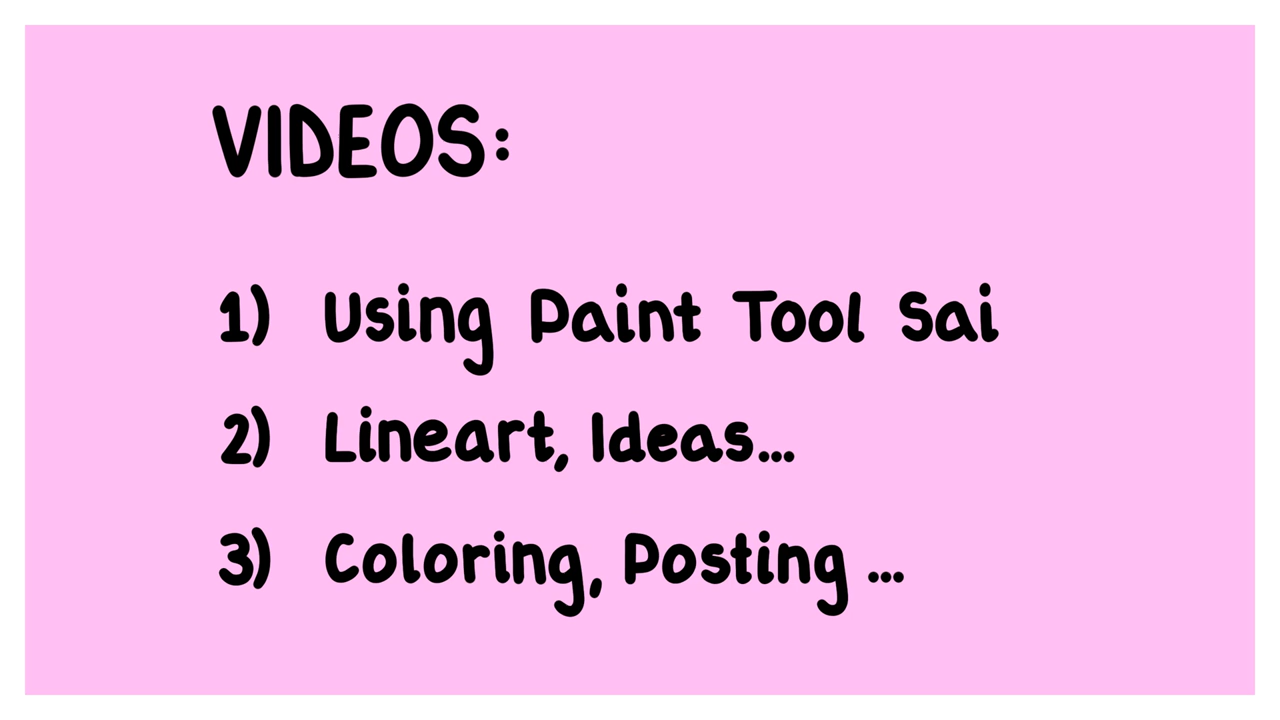 VIDEOS:
1) Using Paint Tool Sai
2) Lineart, Ideas...
3) Coloring, Posting ...